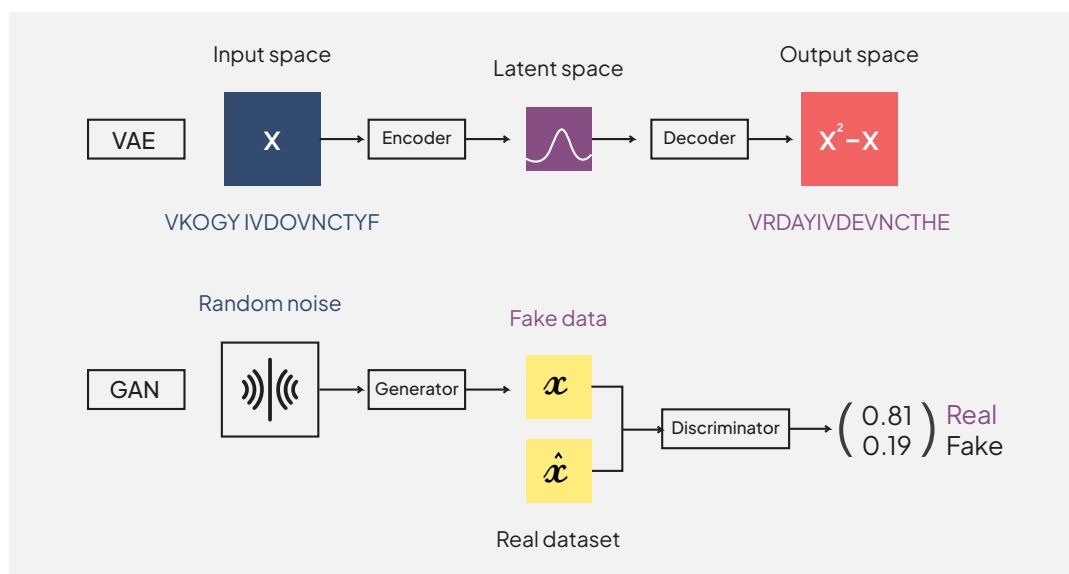 Input space
Latent space
Output space
VAE
X
Encoder
Decoder
X²-X
VKOGY IVDOVNCTYF
VRDAYIVDEVNCTHE
Random noise
Fake data
GAN
Generator
x
Discriminator
0.81 Real
0.19 Fake
x̂
Real dataset